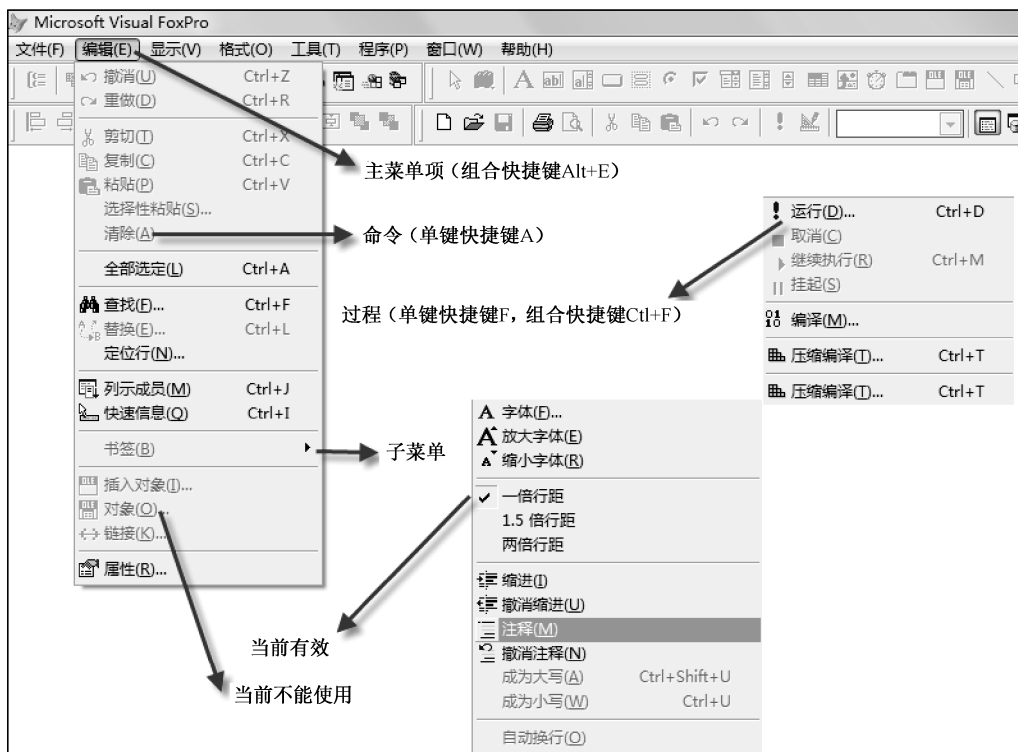 Microsoft Visual FoxPro
文件(F) 编辑(E) 显示(V) 格式(O) 工具(T) 程序(P) 窗口(W) 帮助(H)
撤消(U) Ctrl+Z
重做(D) Ctrl+R
剪切(T) Ctrl+X
复制(C) Ctrl+C
粘贴(P) Ctrl+V
选择性粘贴(S)...
清除(A)
全部选定(L) Ctrl+A
查找(F)... Ctrl+F
替换(E)... Ctrl+L
定位行(N)...
列示成员(M) Ctrl+J
快速信息(Q) Ctrl+I
书签(B)
插入对象(I)...
对象(O)...
链接(K)...
属性(R)...
主菜单项（组合快捷键Alt+E）
命令（单键快捷键A）
过程（单键快捷键F，组合快捷键Ctl+F）
子菜单
当前有效
当前不能使用
运行(D)... Ctrl+D
取消(C)
继续执行(R) Ctrl+M
挂起(S)
编译(M)...
压缩编译(T)... Ctrl+T
压缩编译(T)... Ctrl+T
字体(F)...
放大字体(E)
缩小字体(R)
一倍行距
1.5 倍行距
两倍行距
缩进(I)
撤消缩进(U)
注释(M)
撤消注释(N)
成为大写(A) Ctrl+Shift+U
成为小写(W) Ctrl+U
自动换行(O)